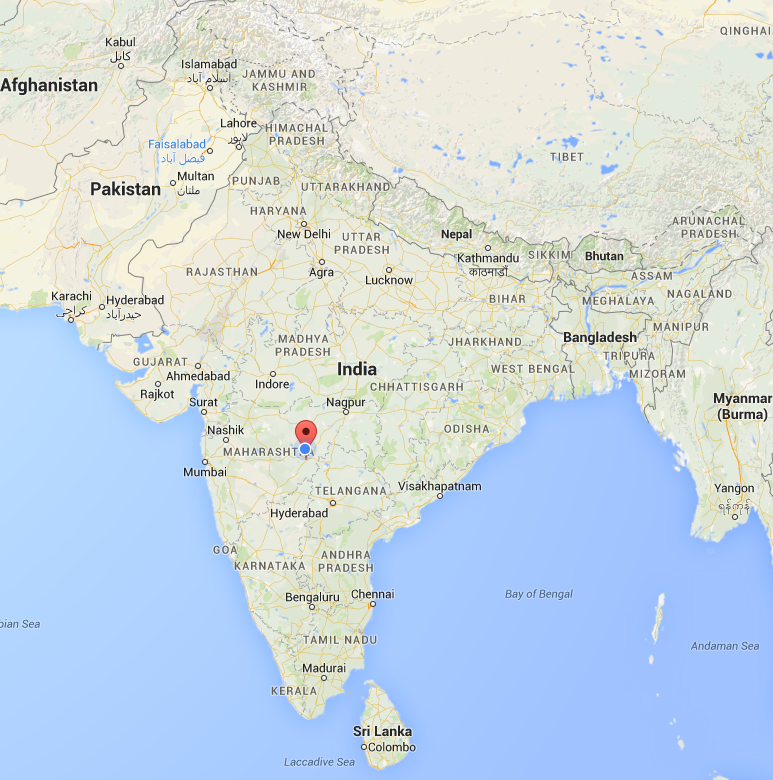 QINGHAI
Kabul
کابل
Islamabad
اسلام آباد
Afghanistan
JAMMU AND
KASHMIR
Lahore
لاہور
HIMACHAL
PRADESH
Faisalabad
فیصل آباد
TIBET
Multan
ملتان
Pakistan
PUNJAB
UTTARAKHAND
HARYANA
New Delhi
Nepal
ARUNACHAL
PRADESH
UTTAR
PRADESH
Kathmandu
काठमाडौं
SIKKIM
Bhutan
RAJASTHAN
Agra
Lucknow
ASSAM
Karachi
کراچی
Hyderabad
حیدرآباد
BIHAR
MEGHALAYA
NAGALAND
MANIPUR
MADHYA
PRADESH
JHARKHAND
Bangladesh
GUJARAT
Ahmedabad
India
WEST BENGAL
TRIPURA
MIZORAM
Rajkot
Indore
CHHATTISGARH
Surat
Nagpur
Myanmar
(Burma)
Nashik
ODISHA
MAHARASHTRA
Mumbai
TELANGANA
Visakhapatnam
Yangon
ရန်ကုန်
Hyderabad
GOA
ANDHRA
PRADESH
KARNATAKA
Bengaluru
Chennai
Bay of Bengal
bian Sea
TAMIL NADU
Andaman Sea
Madurai
KERALA
Sri Lanka
Colombo
Laccadive Sea